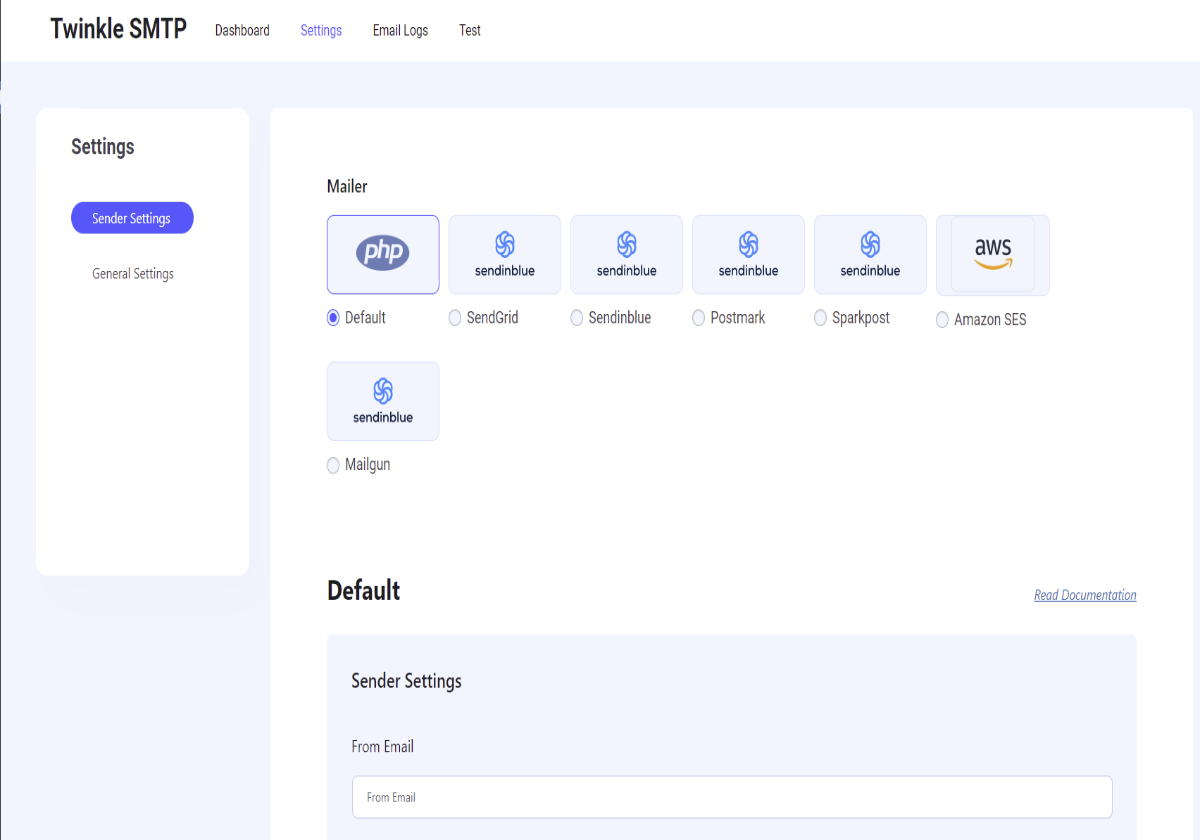 Twinkle SMTP Dashboard Settings Email Logs Test
Settings
Sender Settings
General Settings
Mailer
php sendinblue sendinblue sendinblue sendinblue aws
Default SendGrid Sendinblue Postmark Sparkpost Amazon SES
sendinblue
Mailgun
Default Read Documentation
Sender Settings
From Email
From Email